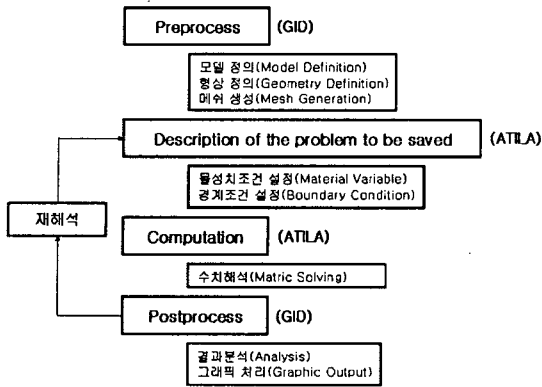 Preprocess (GID)
모델 정의(Model Definition)
형상 정의(Geometry Definition)
메쉬 생성(Mesh Generation)
Description of the problem to be saved (ATILA)
물성치조건 설정(Material Variable)
경계조건 설정(Boundary Condition)
재해석
Computation (ATILA)
수치해석(Matric Solving)
Postprocess (GID)
결과분석(Analysis)
그래픽 처리(Graphic Output)